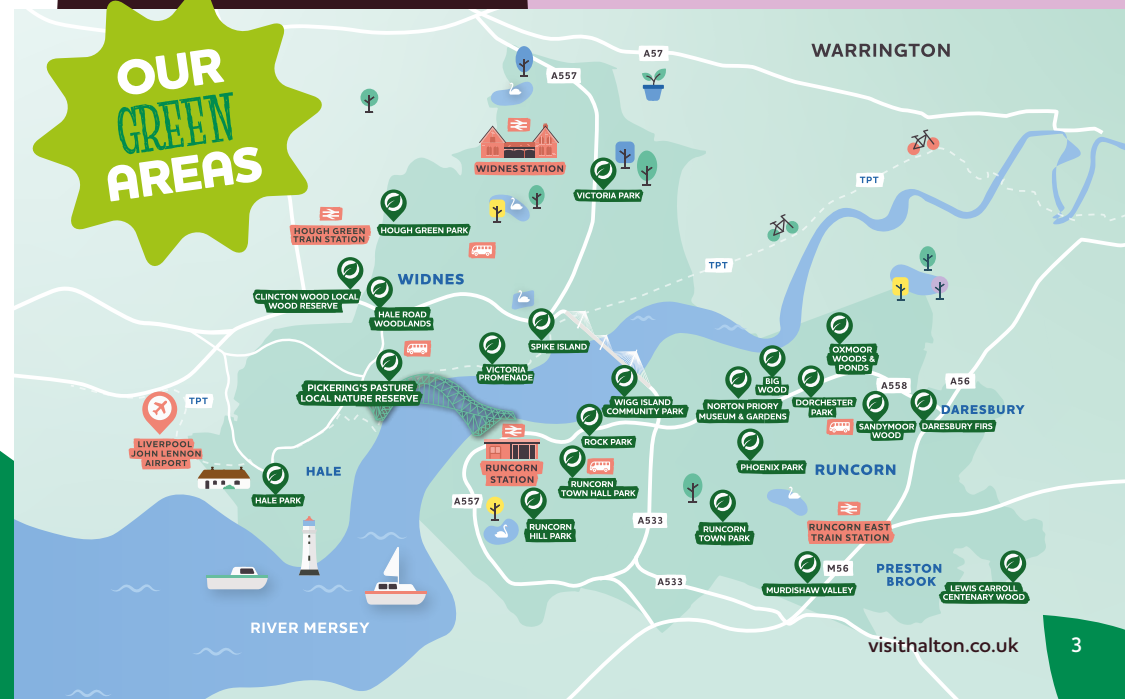 OUR
GREEN
AREAS
WARRINGTON
A57
A557
WIDNES STATION
VICTORIA PARK
TPT
HOUGH GREEN
TRAIN STATION
HOUGH GREEN PARK
TPT
WIDNES
CLINCTON WOOD LOCAL
WOOD RESERVE
HALE ROAD
WOODLANDS
SPIKE ISLAND
VICTORIA
PROMENADE
OXMOOR
WOODS &
PONDS
PICKERING'S PASTURE
LOCAL NATURE RESERVE
BIG
WOOD
A558
A56
TPT
WIGG ISLAND
COMMUNITY PARK
NORTON PRIORY
MUSEUM & GARDENS
DORCHESTER
PARK
DARESBURY
SANDYMOOR
WOOD
DARESBURY FIRS
LIVERPOOL
JOHN LENNON
AIRPORT
ROCK PARK
PHOENIX PARK
RUNCORN
HALE
RUNCORN
STATION
RUNCORN
TOWN HALL PARK
HALE PARK
A557
RUNCORN
HILL PARK
A533
RUNCORN
TOWN PARK
RUNCORN EAST
TRAIN STATION
A533
M56
MURDISHAW VALLEY
PRESTON
BROOK
LEWIS CARROLL
CENTENARY WOOD
RIVER MERSEY
visithalton.co.uk
3